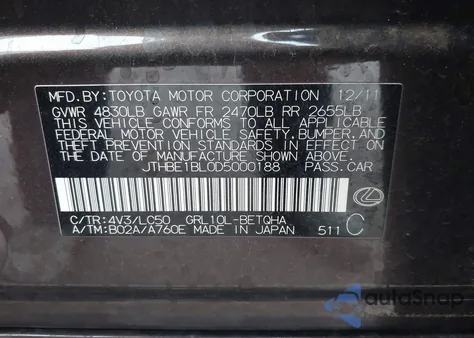 MFD.BY:TOYOTA MOTOR CORPORATION 12/11
GVWR 4830LB GAWR FR 2470LB RR 2655LB
THIS VEHICLE CONFORMS TO ALL APPLICABLE
FEDERAL MOTOR VEHICLE SAFETY, BUMPER, AND
THEFT PREVENTION STANDARDS IN EFFECT ON
THE DATE OF MANUFACTURE SHOWN ABOVE.
JTHBE1BL0D5000188 PASS.CAR
C/TR:4V3/LC50 GRL10L-BETQHA
A/TM:B02A/A760E MADE IN JAPAN 511 C
autoSnap